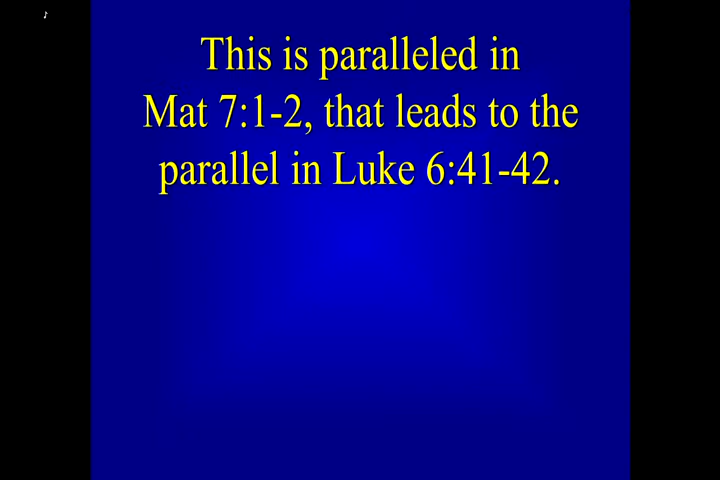 ♪
This is paralleled in
Mat 7:1-2, that leads to the
parallel in Luke 6:41-42.